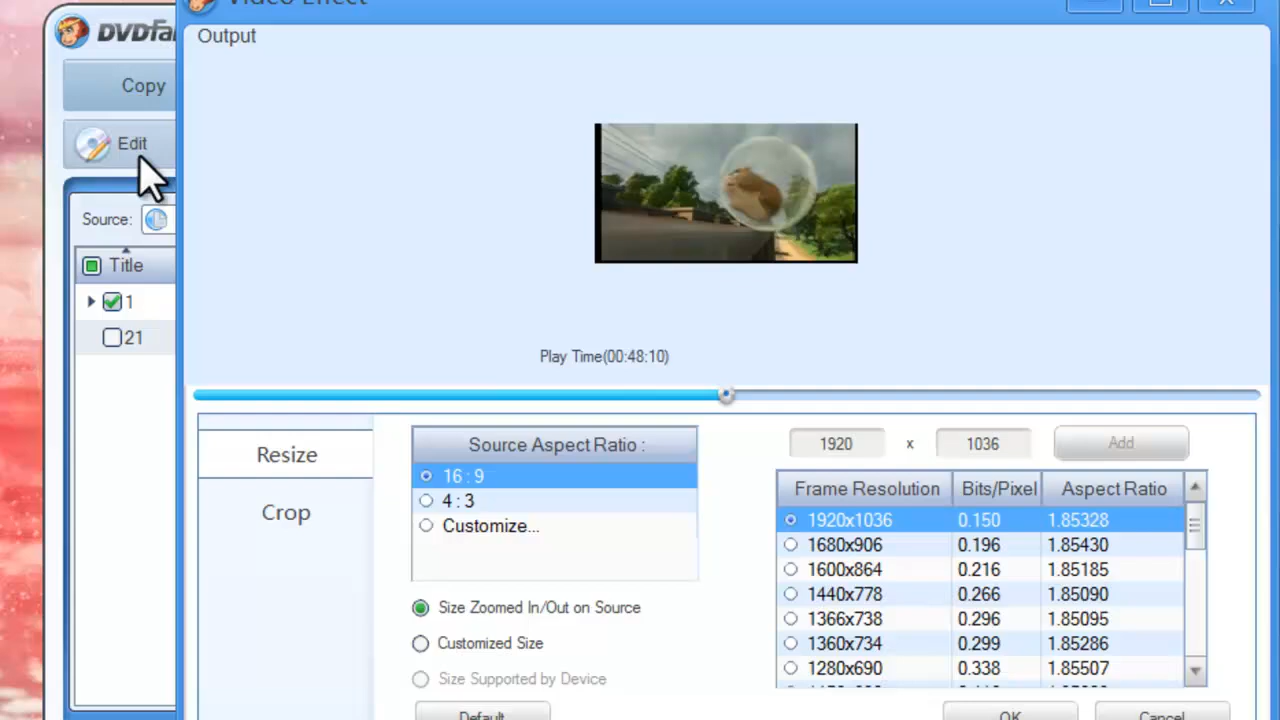 Video Effect
DVDFa
Output
Copy
Edit
Source:
Title
1
21
Play Time(00:48:10)
Resize
Crop
Source Aspect Ratio :
16 : 9
4 : 3
Customize...
Size Zoomed In/Out on Source
Customized Size
Size Supported by Device
Default
1920 x 1036 Add
Frame Resolution Bits/Pixel Aspect Ratio
1920x1036 0.150 1.85328
1680x906 0.196 1.85430
1600x864 0.216 1.85185
1440x778 0.266 1.85090
1366x738 0.296 1.85095
1360x734 0.299 1.85286
1280x690 0.338 1.85507
OK Cancel